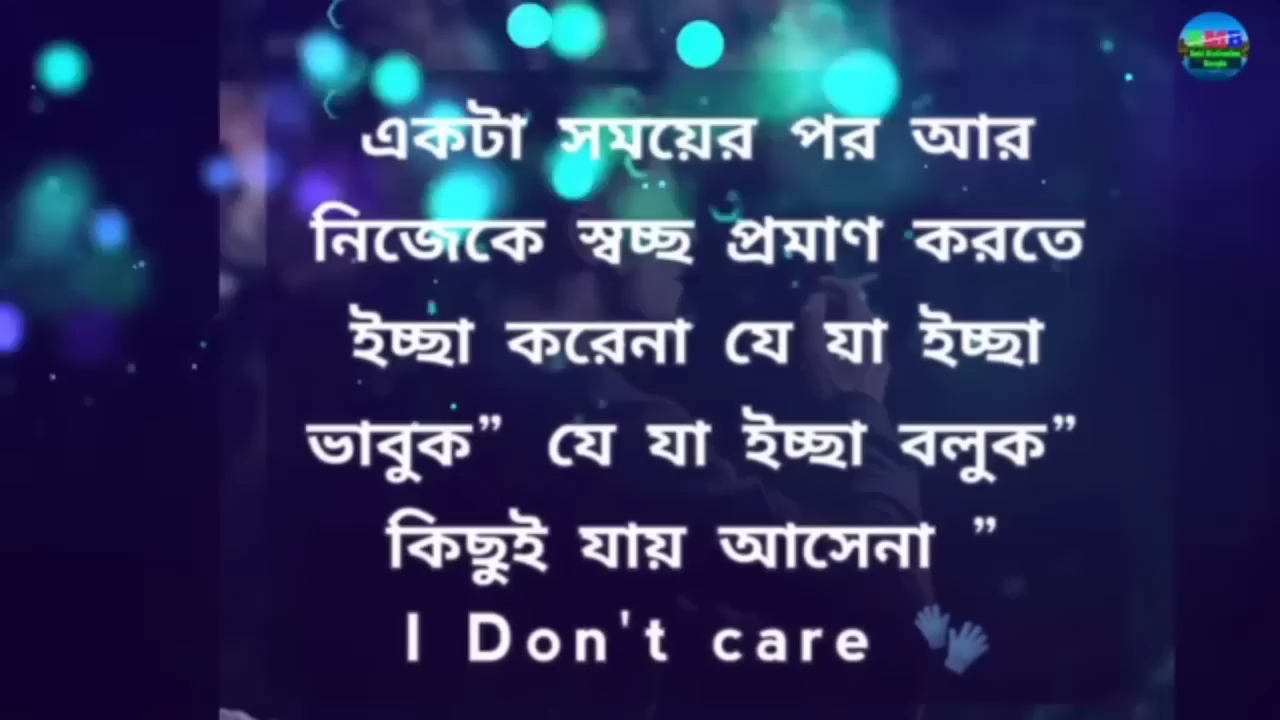 একটা সময়ের পর আর
নিজেকে স্বচ্ছ প্রমাণ করতে
ইচ্ছা করেনা যে যা ইচ্ছা
ভাবুক” যে যা ইচ্ছা বলুক”
কিছুই যায় আসেনা ”
I Don't care